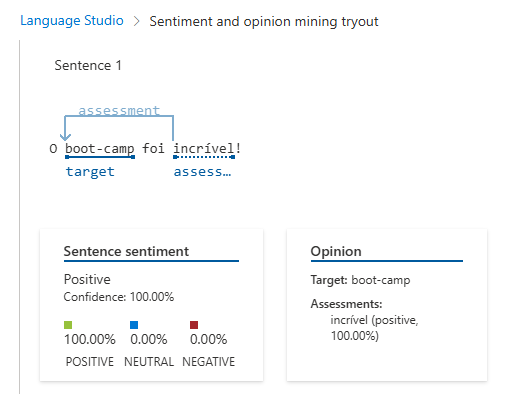 Language Studio > Sentiment and opinion mining tryout
Sentence 1
assessment
O boot-camp foi incrível!
target assess...
Sentence sentiment
Positive
Confidence: 100.00%
100.00% 0.00% 0.00%
POSITIVE NEUTRAL NEGATIVE
Opinion
Target: boot-camp
Assessments:
incrível (positive,
100.00%)